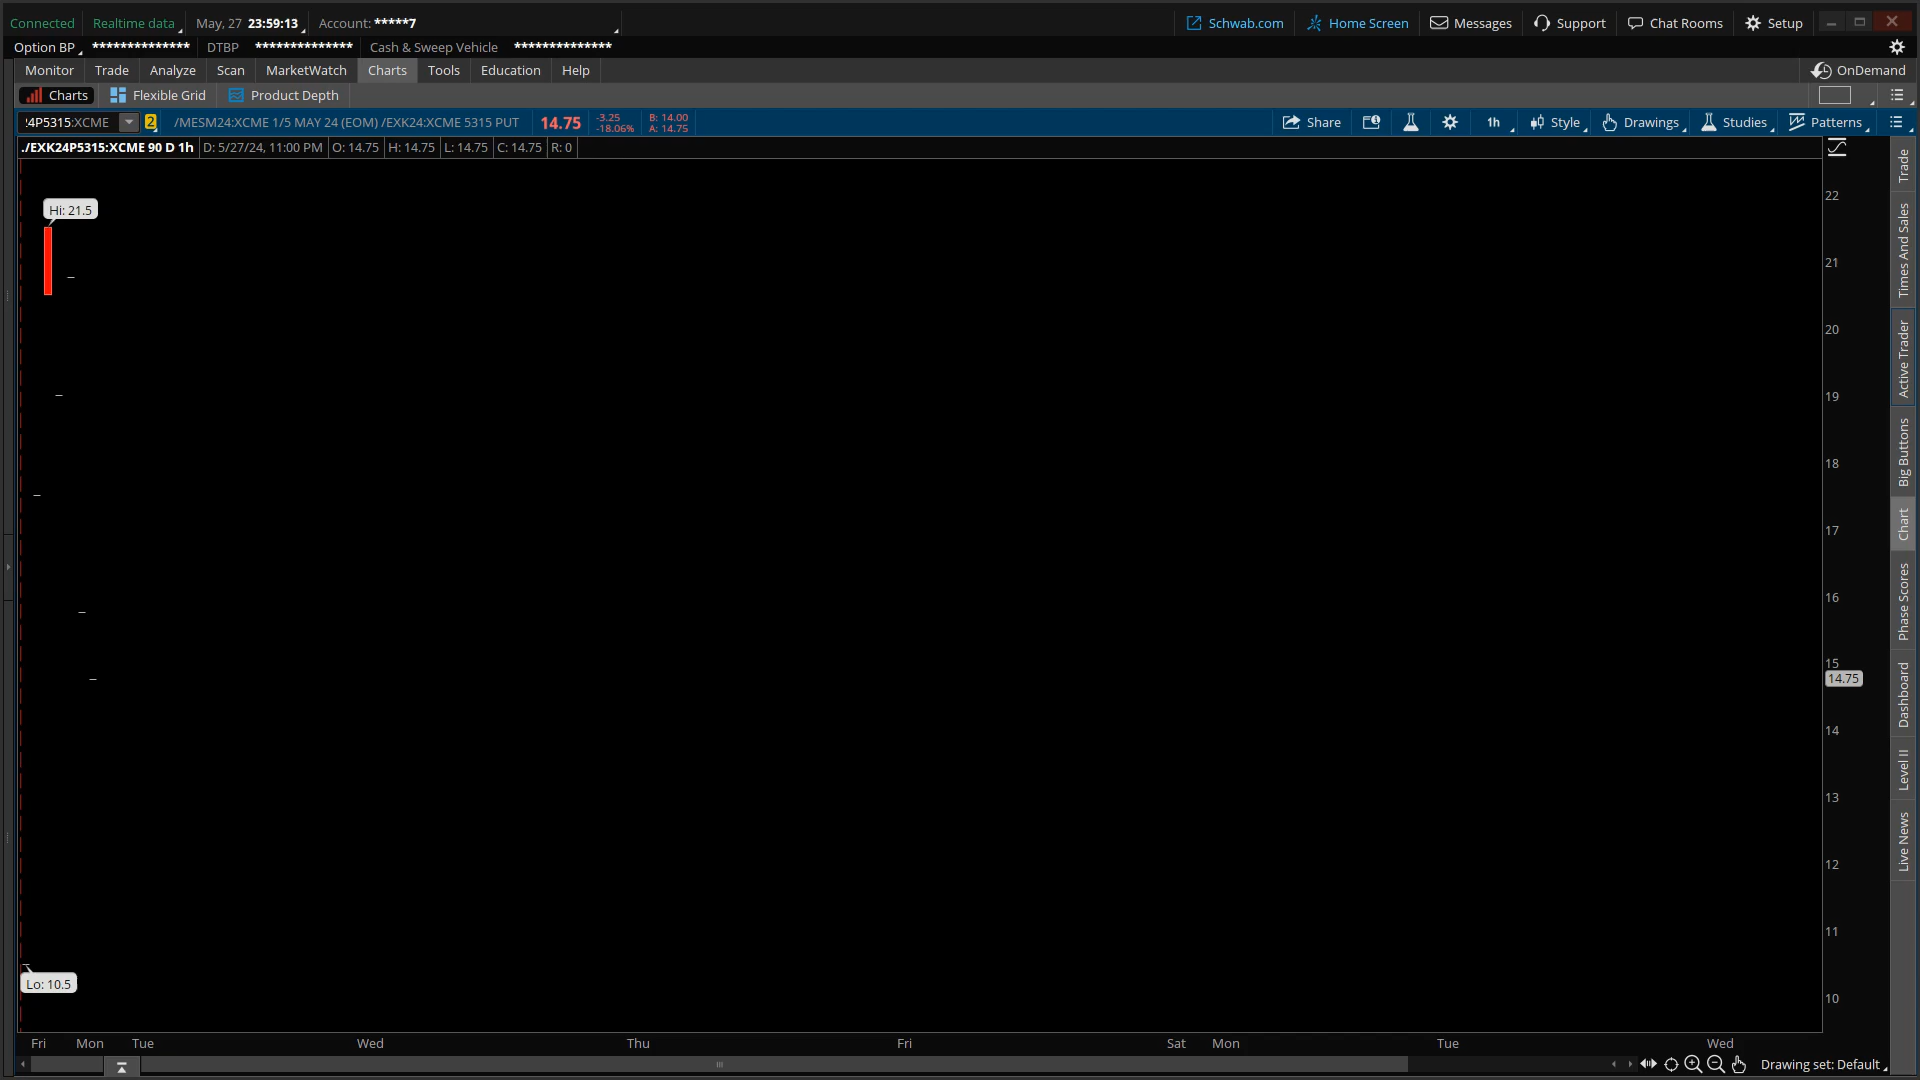 Connected Realtime data May, 27 23:59:13 Account: *****7 Schwab.com Home Screen Messages Support Chat Rooms Setup
Option BP ************** DTBP ************** Cash & Sweep Vehicle **************
Monitor Trade Analyze Scan MarketWatch Charts Tools Education Help OnDemand
Charts Flexible Grid Product Depth
!4P5315:XCME 2 /MESM24:XCME 1/5 MAY 24 (EOM) /EXK24:XCME 5315 PUT 14.75 -3.25 B: 14.00 Share 1h Style Drawings Studies Patterns
-18.06% A: 14.75
./EXK24P5315:XCME 90 D 1h D: 5/27/24, 11:00 PM O: 14.75 H: 14.75 L: 14.75 C: 14.75 R: 0
Hi: 21.5
22
21
20
19
18
17
16
15
14.75
14
13
12
11
10
Lo: 10.5
Trade
Times And Sales
Active Trader
Big Buttons
Chart
Phase Scores
Dashboard
Level II
Live News
Fri Mon Tue Wed Thu Fri Sat Mon Tue Wed
Drawing set: Default